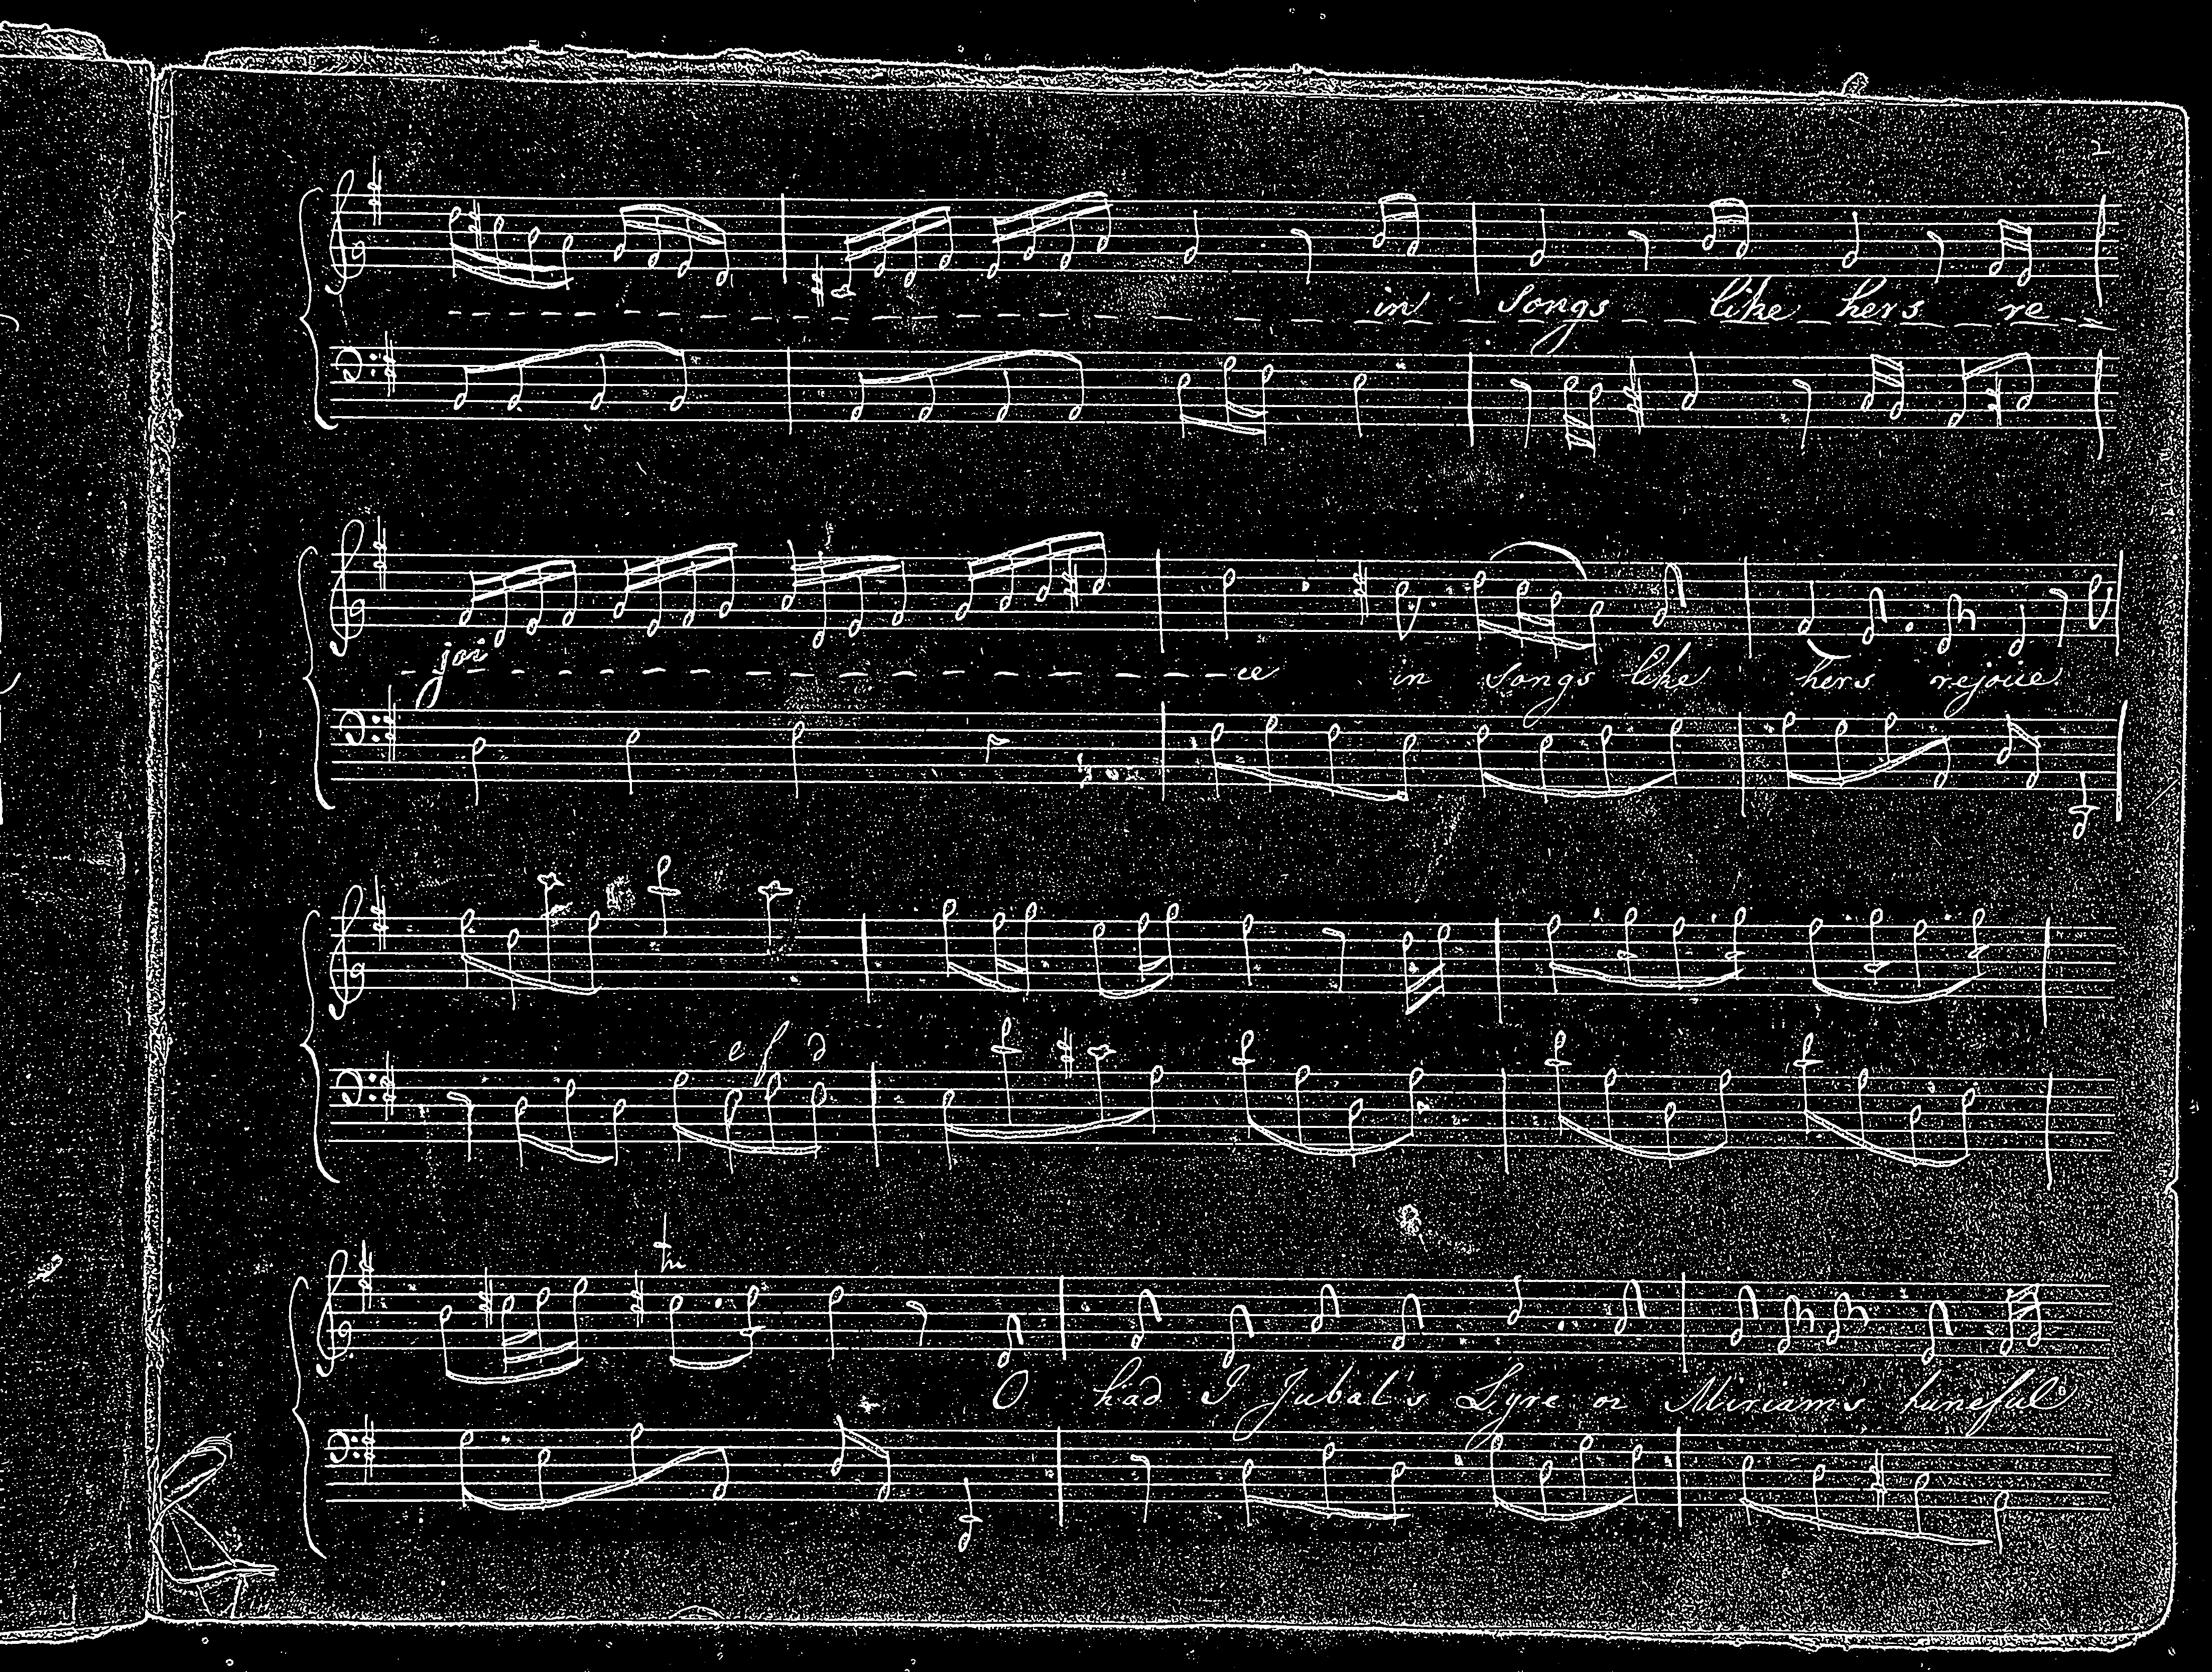 2
in songs like hers re
joi ce in songs like hers rejoice
e f d
tr
O had I Jubal's Lyre or Miriam's tuneful